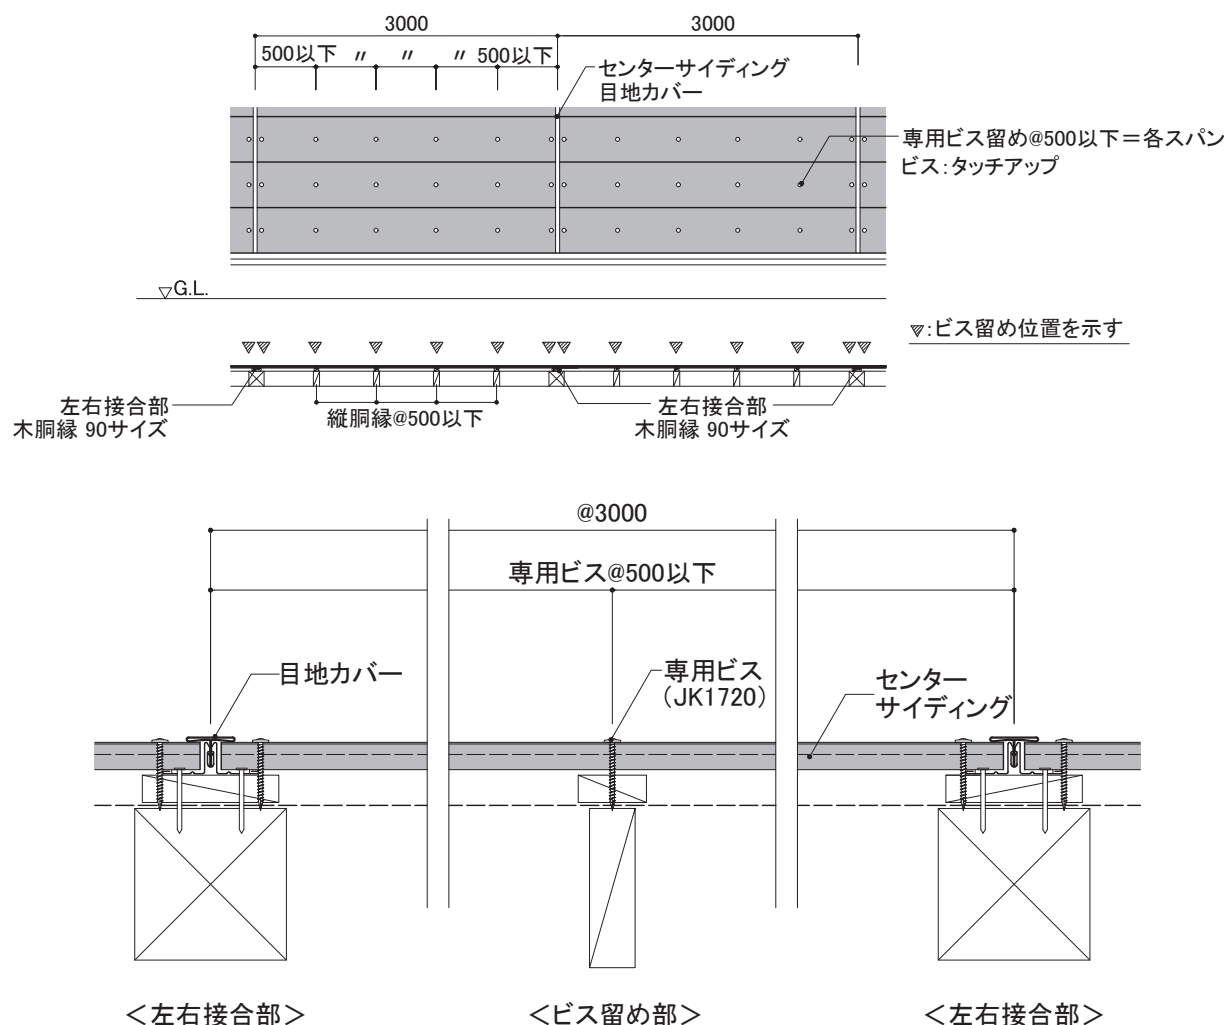 3000
3000
500以下 〃 〃 〃 500以下
センターサイディング
目地カバー
専用ビス留め@500以下＝各スパン
ビス：タッチアップ
▽G.L.
：ビス留め位置を示す
左右接合部
木胴縁 90サイズ
縦胴縁@500以下
左右接合部
木胴縁 90サイズ
@3000
専用ビス@500以下
目地カバー
専用ビス
（JK1720）
センター
サイディング
＜左右接合部＞
＜ビス留め部＞
＜左右接合部＞